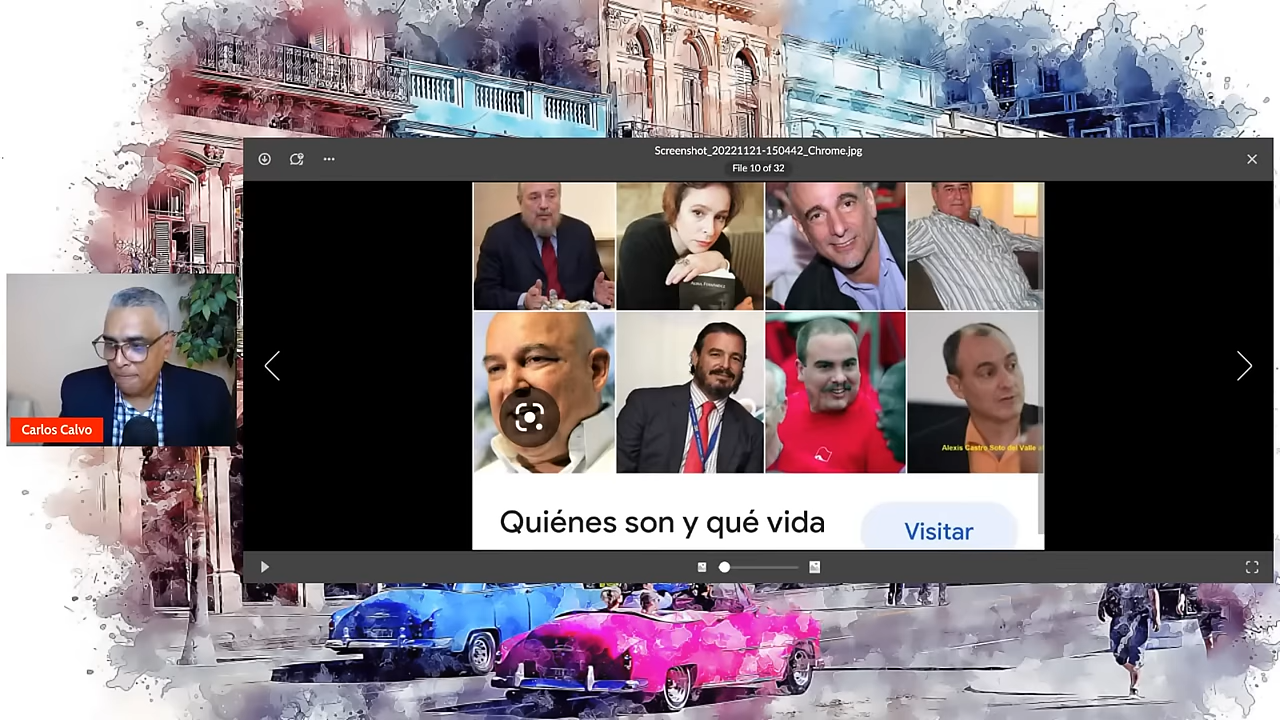 Screenshot_20221121-150442_Chrome.jpg
File 10 of 32
Carlos Calvo
Alexis Castro Soto del Valle
Quiénes son y qué vida
Visitar